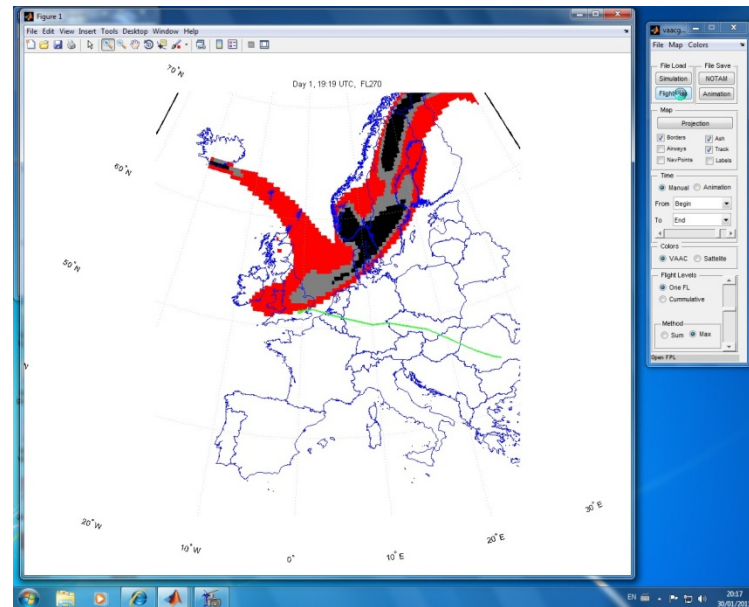 Figure 1
File Edit View Insert Tools Desktop Window Help
Day 1, 19:19 UTC, FL270
70°N
60°N
50°N
20°W
10°W
0°
10°E
20°E
30°E
vaacg...
File Map Colors
File Load
File Save
Simulation
NOTAM
Animation
Map
Projection
Borders
Ash
Airways
Track
NavPoints
Labels
Time
Manual
Animation
From
Begin
To
End
Colors
VAAC
Sattelite
Flight Levels
One FL
Cummulative
Method
Sum
Max
Open FPL
EN
20:17